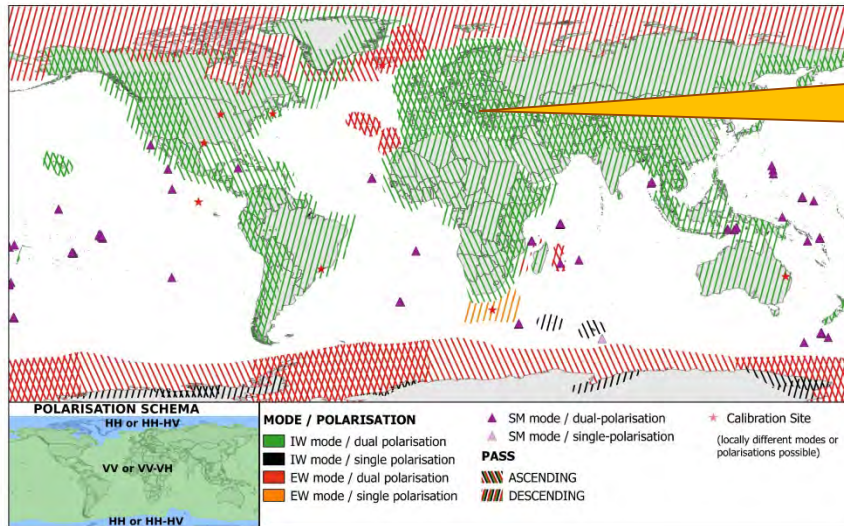 POLARISATION SCHEMA
HH or HH-HV
VV or VV-VH
HH or HH-HV
MODE / POLARISATION
IW mode / dual polarisation
IW mode / single polarisation
EW mode / dual polarisation
EW mode / single polarisation
SM mode / dual-polarisation
SM mode / single-polarisation
PASS
ASCENDING
DESCENDING
Calibration Site
(locally different modes or
polarisations possible)